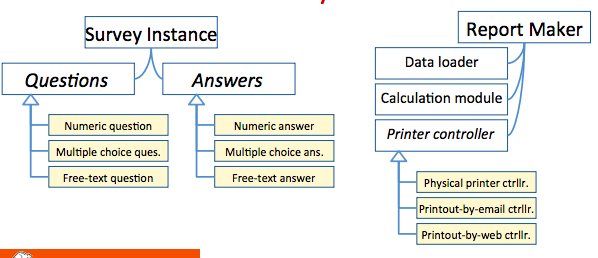 Survey Instance
Questions
Answers
Numeric question
Multiple choice ques.
Free-text question
Numeric answer
Multiple choice ans.
Free-text answer
Report Maker
Data loader
Calculation module
Printer controller
Physical printer ctrllr.
Printout-by-email ctrllr.
Printout-by-web ctrllr.